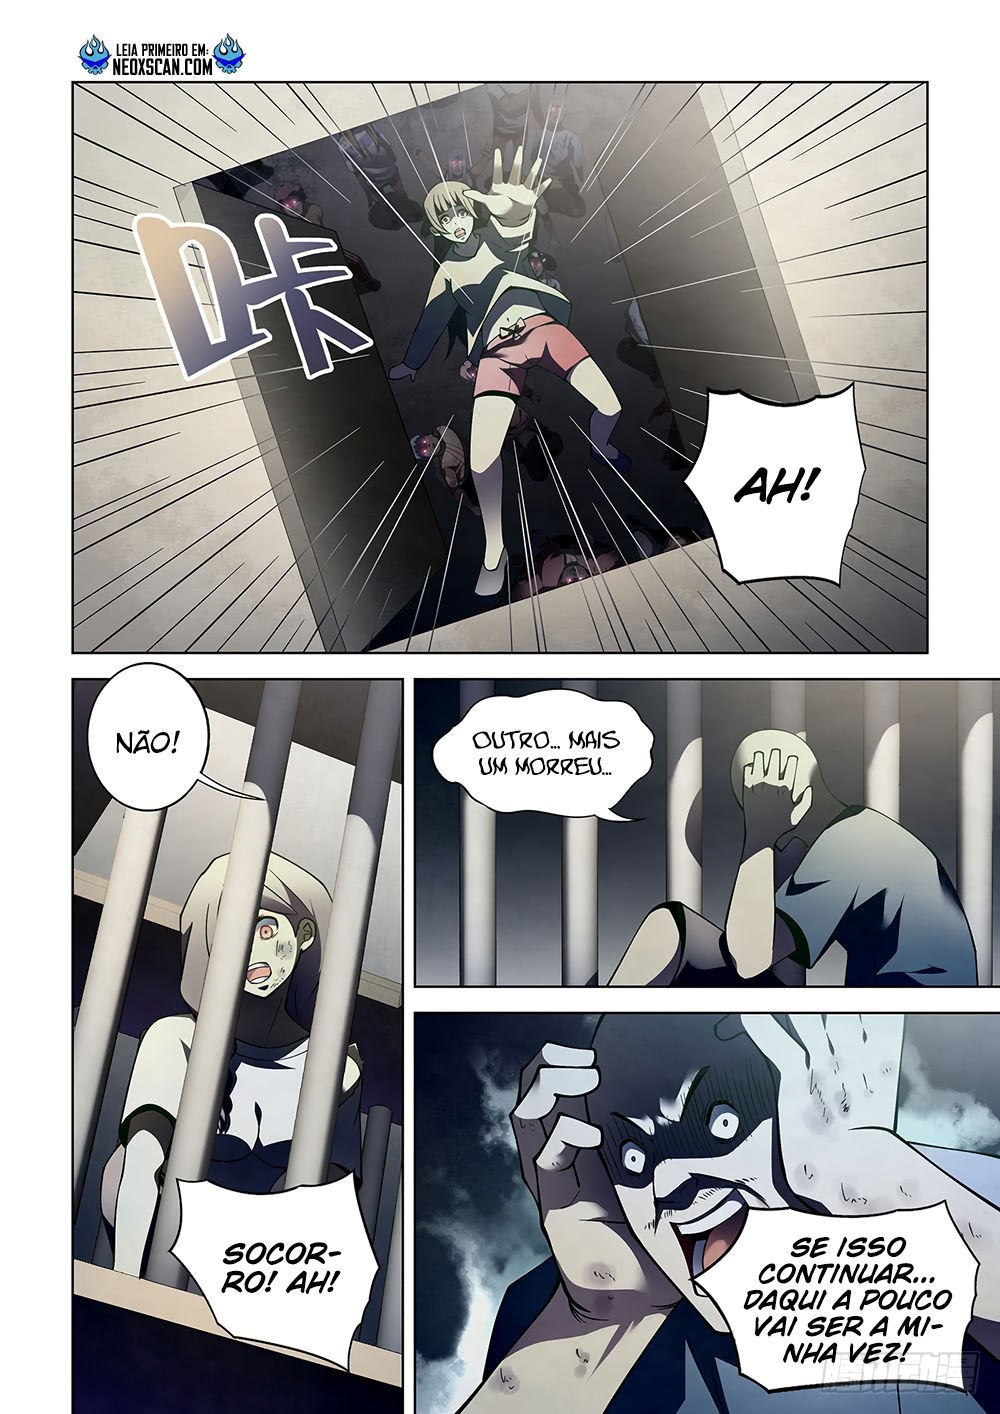 LEIA PRIMEIRO EM:
NEOXSCAN.COM
咔
AH!
NÃO!
OUTRO... MAIS
UM MORREU...
SOCOR-
RO! AH!
SE ISSO
CONTINUAR...
DAQUI A POUCO
VAI SER A MI-
NHA VEZ!